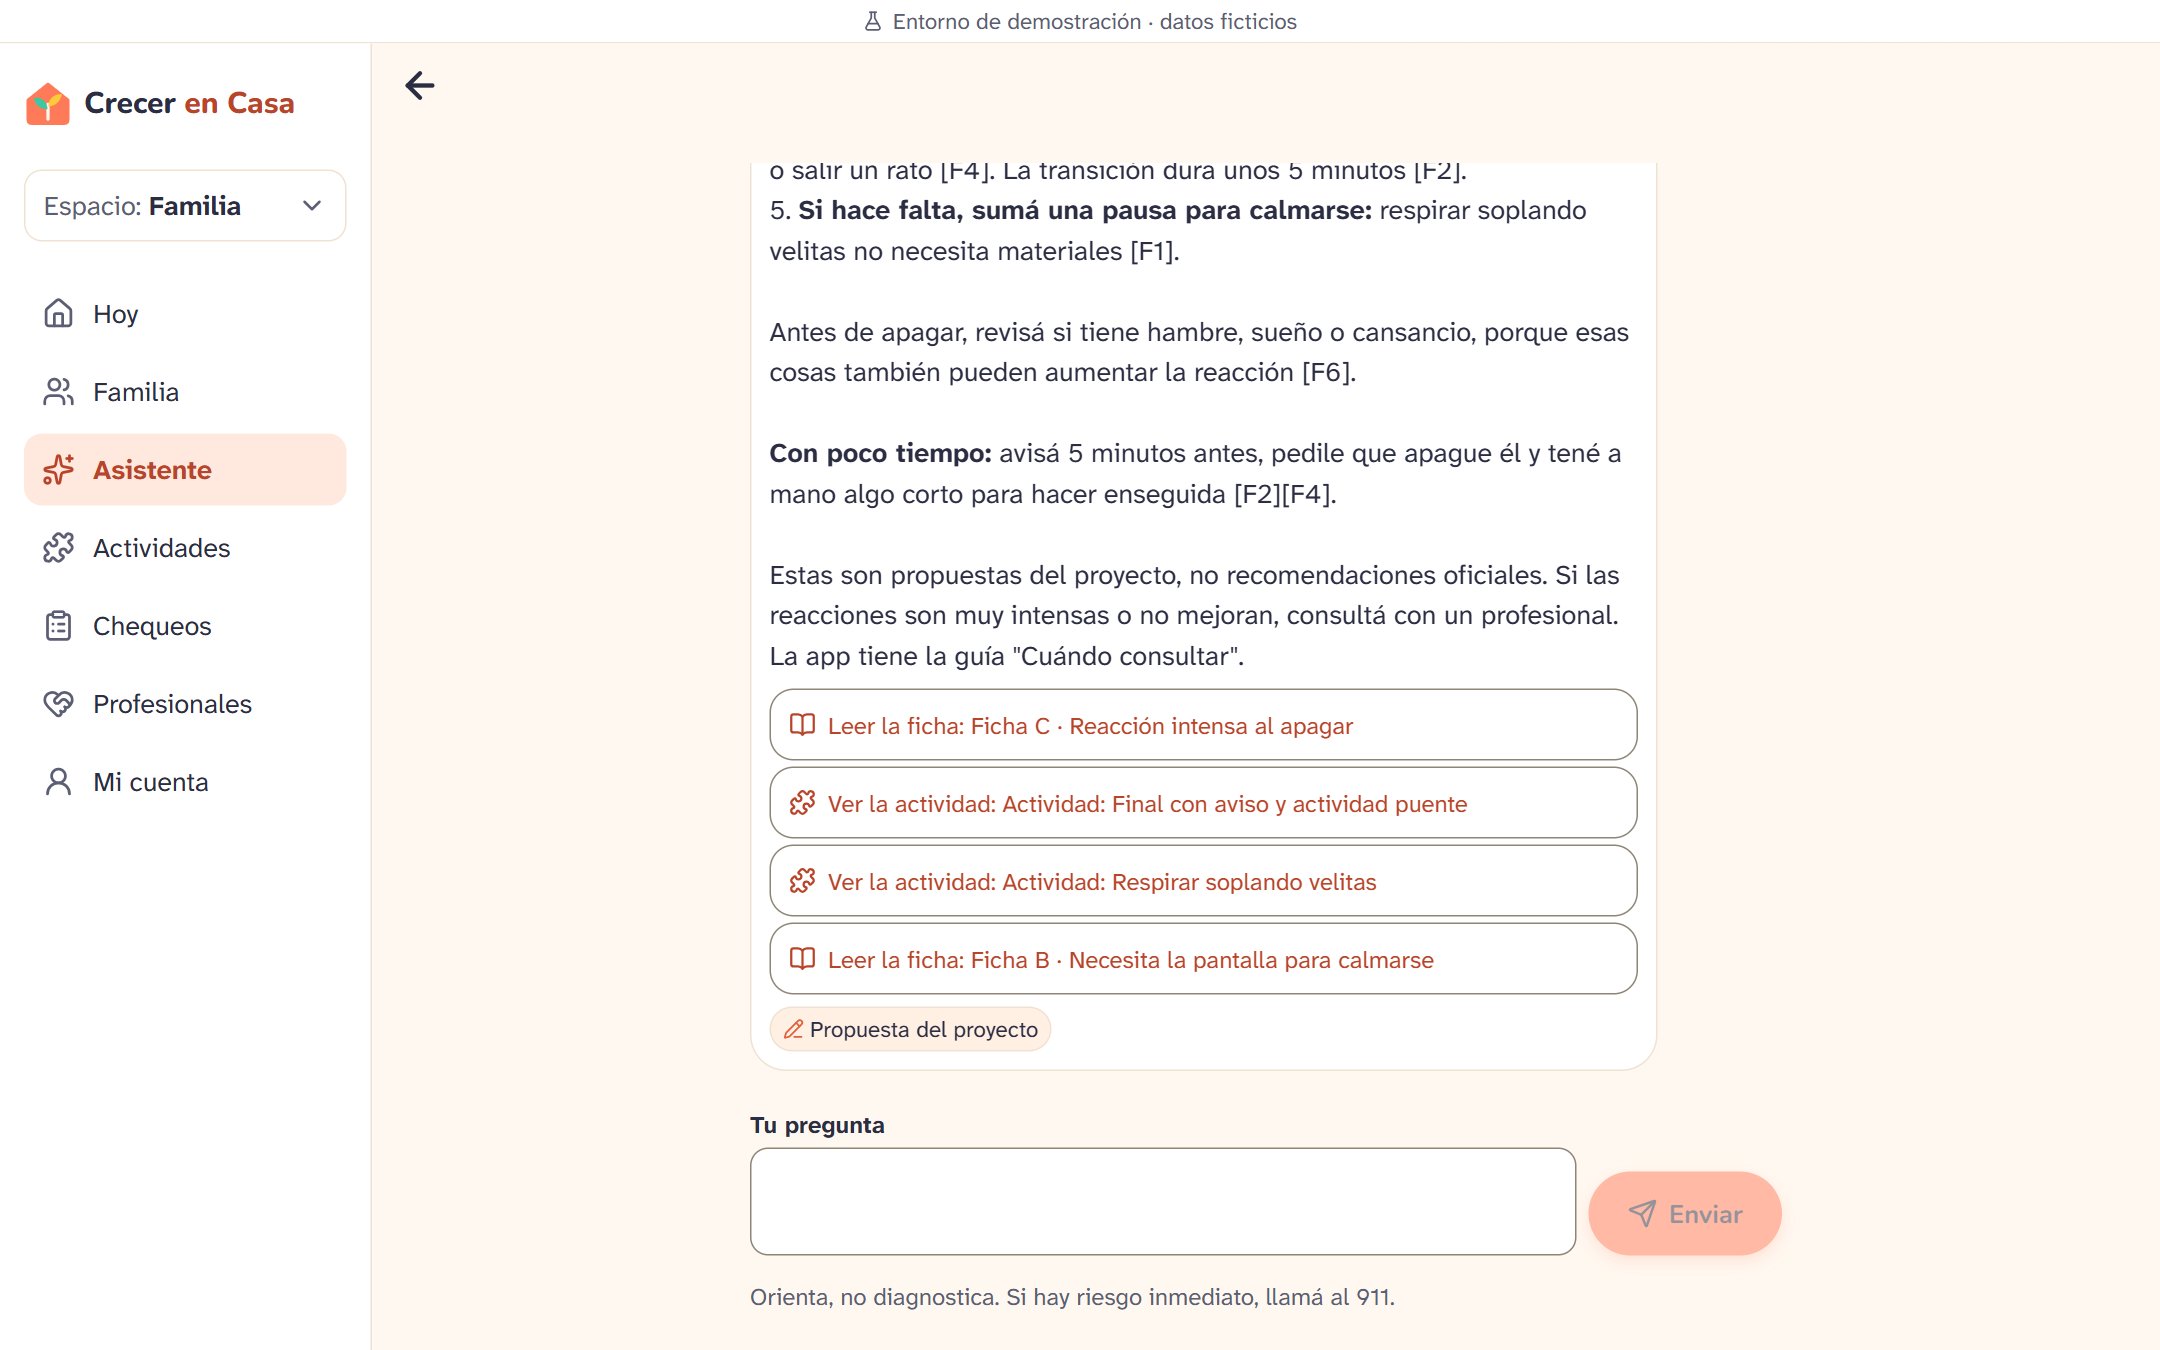 Entorno de demostración · datos ficticios
Crecer en Casa
Espacio: Familia
Hoy
Familia
Asistente
Actividades
Chequeos
Profesionales
Mi cuenta
o salir un rato [F4]. La transición dura unos 5 minutos [F2].
5. Si hace falta, sumá una pausa para calmarse: respirar soplando
velitas no necesita materiales [F1].
Antes de apagar, revisá si tiene hambre, sueño o cansancio, porque esas
cosas también pueden aumentar la reacción [F6].
Con poco tiempo: avisá 5 minutos antes, pedile que apague él y tené a
mano algo corto para hacer enseguida [F2][F4].
Estas son propuestas del proyecto, no recomendaciones oficiales. Si las
reacciones son muy intensas o no mejoran, consultá con un profesional.
La app tiene la guía "Cuándo consultar".
Leer la ficha: Ficha C · Reacción intensa al apagar
Ver la actividad: Actividad: Final con aviso y actividad puente
Ver la actividad: Actividad: Respirar soplando velitas
Leer la ficha: Ficha B · Necesita la pantalla para calmarse
Propuesta del proyecto
Tu pregunta
Enviar
Orienta, no diagnostica. Si hay riesgo inmediato, llamá al 911.